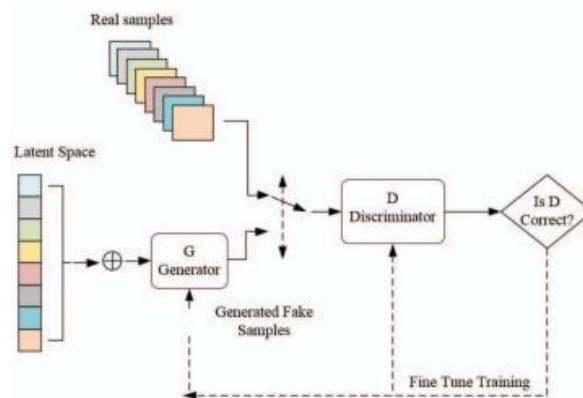 Real samples
Latent Space
G
Generator
D
Discriminator
Is D
Correct?
Generated Fake
Samples
Fine Tune Training